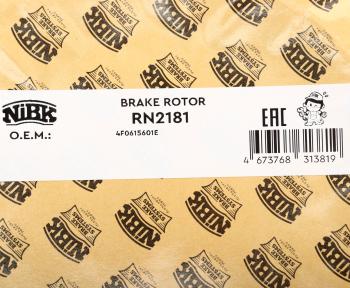 NiBK
BRAKE ROTOR
RN2181
O.E.M.:
4F0615601E
EAC
4 673768 313819